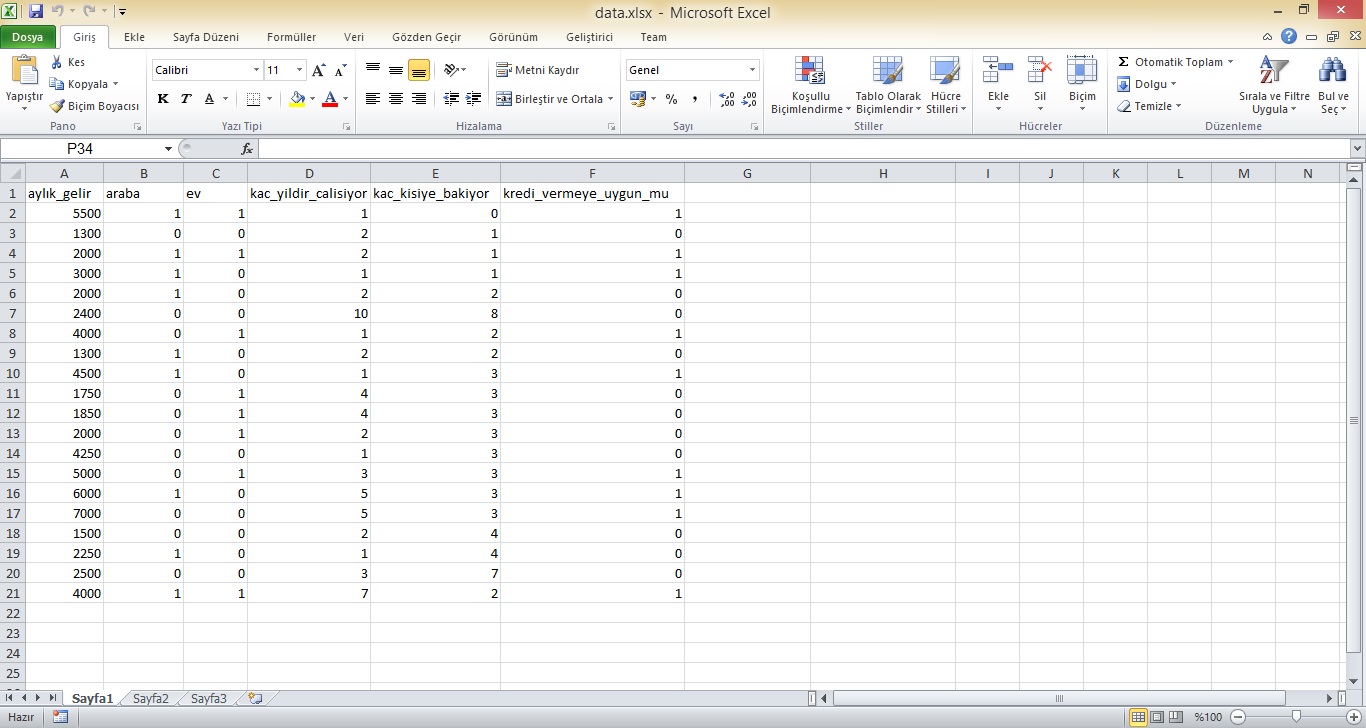 data.xlsx - Microsoft Excel
Dosya Giriş Ekle Sayfa Düzeni Formüller Veri Gözden Geçir Görünüm Geliştirici Team
Yapıştır
Kes
Kopyala
Biçim Boyacısı
Pano
Calibri 11
K T A
A A
A
Yazı Tipi
Metni Kaydır
Birleştir ve Ortala
Hizalama
Genel
% ,
Sayı
Koşullu Biçimlendirme
Tablo Olarak Biçimlendir
Hücre Stilleri
Stiller
Ekle Sil Biçim
Hücreler
Σ Otomatik Toplam
Dolgu
Temizle
Sırala ve Filtre Uygula
Bul ve Seç
Düzenleme
P34 fx
A B C D E F G H I J K L M N
1 aylık_gelir araba ev kac_yildir_calisiyor kac_kisiye_bakiyor kredi_vermeye_uygun_mu
2 5500 1 1 1 0 1
3 1300 0 0 2 1 0
4 2000 1 1 2 1 1
5 3000 1 0 1 1 1
6 2000 1 0 2 2 0
7 2400 0 0 10 8 0
8 4000 0 1 1 2 1
9 1300 1 0 2 2 0
10 4500 1 0 1 3 1
11 1750 0 1 4 3 0
12 1850 0 1 4 3 0
13 2000 0 1 2 3 0
14 4250 0 0 1 3 0
15 5000 0 1 3 3 1
16 6000 1 0 5 3 1
17 7000 0 0 5 3 1
18 1500 0 0 2 4 0
19 2250 1 0 1 4 0
20 2500 0 0 3 7 0
21 4000 1 1 7 2 1
22
23
24
25
Sayfa1 Sayfa2 Sayfa3
Hazır %100